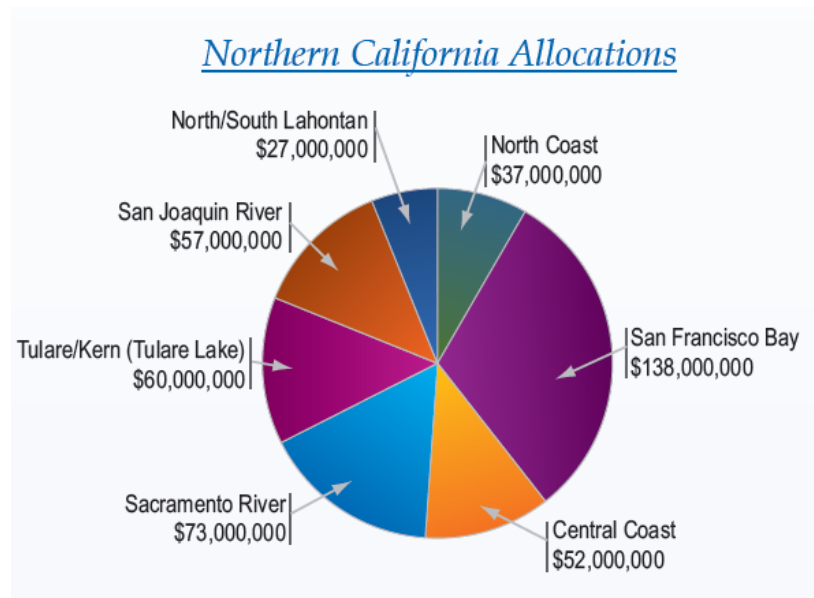 Northern California Allocations
North/South Lahontan
$27,000,000
North Coast
$37,000,000
San Joaquin River
$57,000,000
San Francisco Bay
$138,000,000
Tulare/Kern (Tulare Lake)
$60,000,000
Sacramento River
$73,000,000
Central Coast
$52,000,000